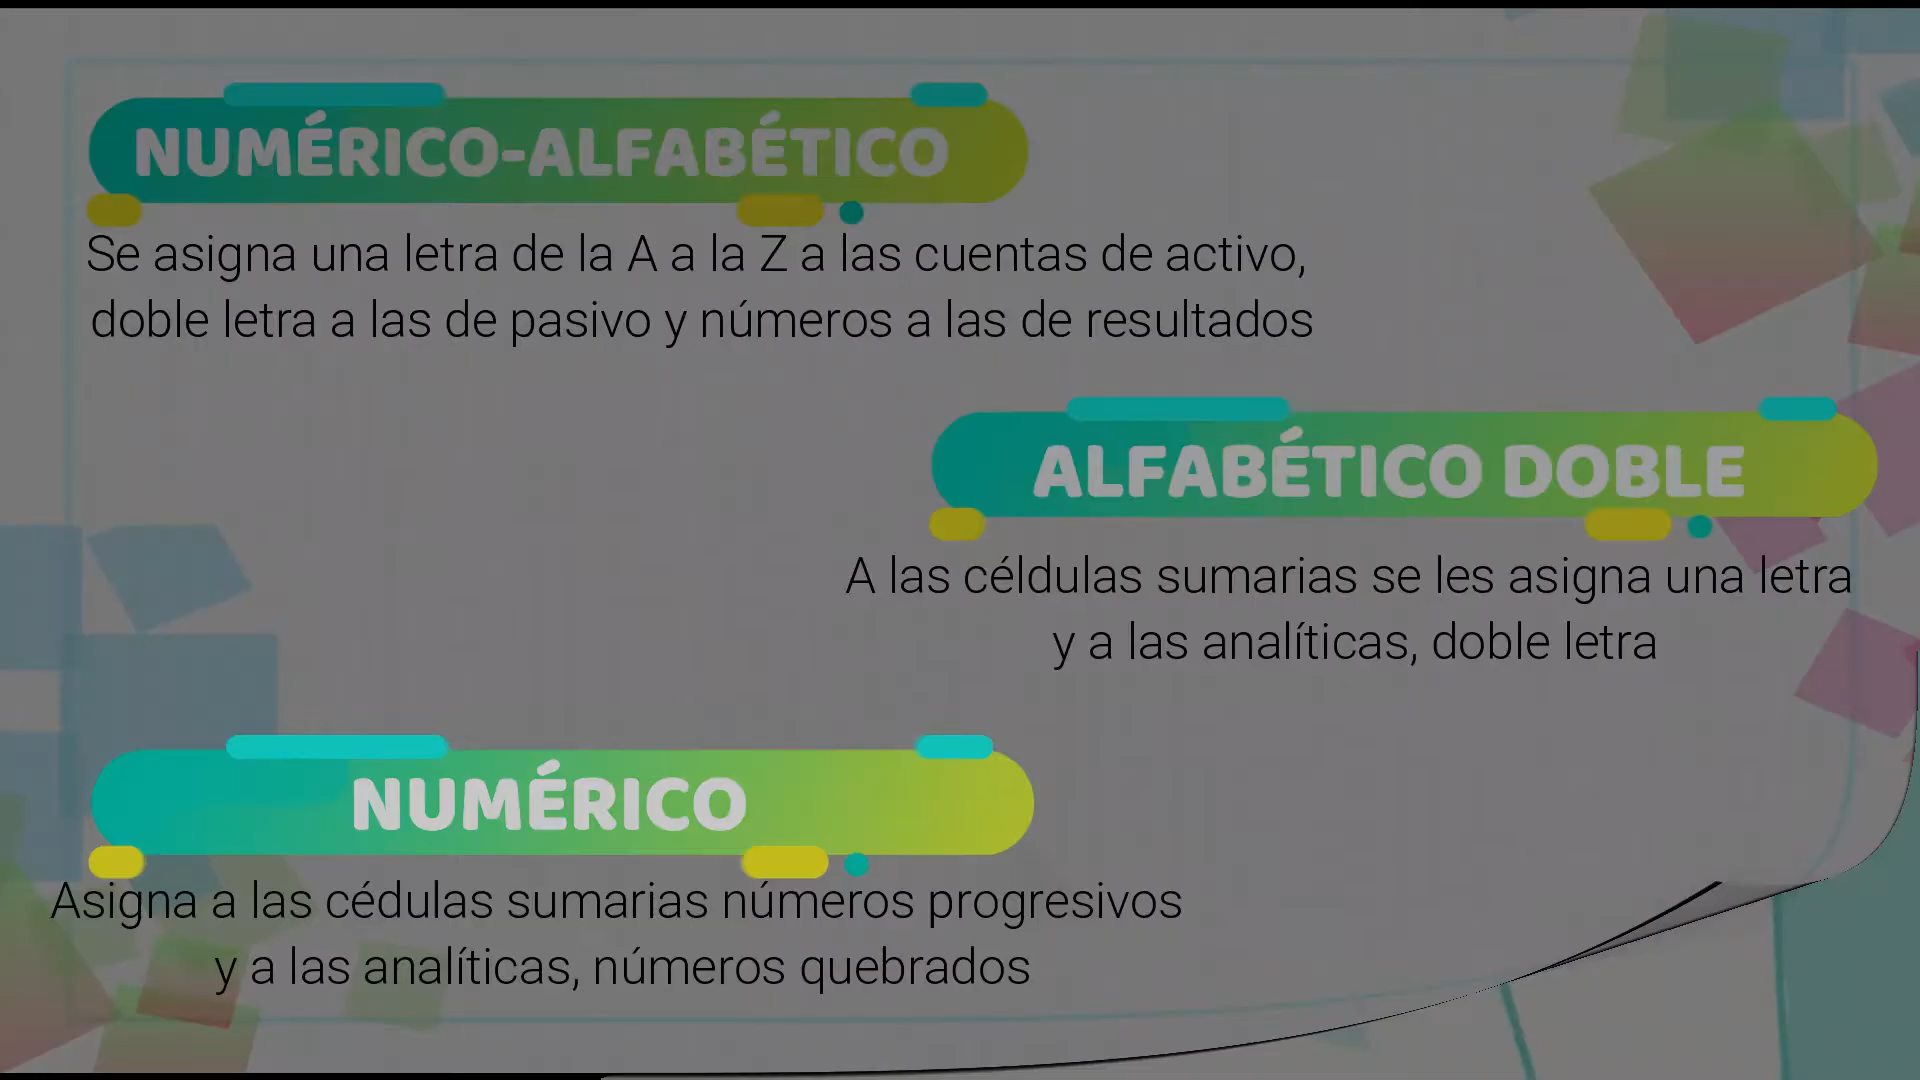 NUMÉRICO-ALFABÉTICO
Se asigna una letra de la A a la Z a las cuentas de activo,
doble letra a las de pasivo y números a las de resultados
ALFABÉTICO DOBLE
A las céldulas sumarias se les asigna una letra
y a las analíticas, doble letra
NUMÉRICO
Asigna a las cédulas sumarias números progresivos
y a las analíticas, números quebrados